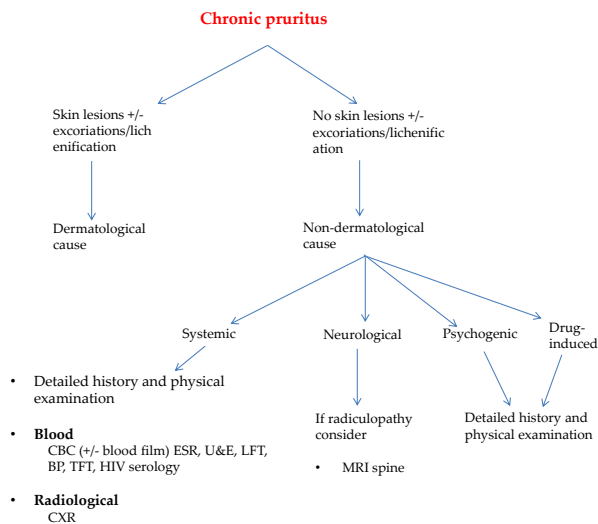 Chronic pruritus
Skin lesions +/-
excoriations/lich
enification
No skin lesions +/-
excoriations/lichenific
ation
Dermatological
cause
Non-dermatological
cause
Systemic
Neurological
Psychogenic
Drug-
induced
• Detailed history and physical
examination
• Blood
CBC (+/- blood film) ESR, U&E, LFT,
BP, TFT, HIV serology
• Radiological
CXR
If radiculopathy
consider
• MRI spine
Detailed history and
physical examination